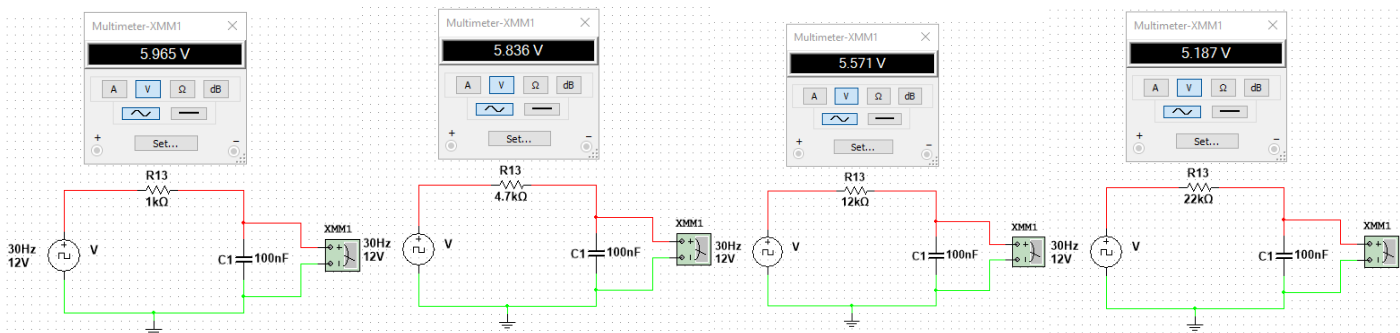 Multimeter-XMM1
5.965 V
A V Ω dB
+ −
Set...
R13
1kΩ
XMM1
30Hz
12V
V
C1
100nF
Multimeter-XMM1
5.836 V
A V Ω dB
+ −
Set...
R13
4.7kΩ
XMM1
30Hz
12V
V
C1
100nF
Multimeter-XMM1
5.571 V
A V Ω dB
+ −
Set...
R13
12kΩ
XMM1
30Hz
12V
V
C1
100nF
Multimeter-XMM1
5.187 V
A V Ω dB
+ −
Set...
R13
22kΩ
XMM1
30Hz
12V
V
C1
100nF